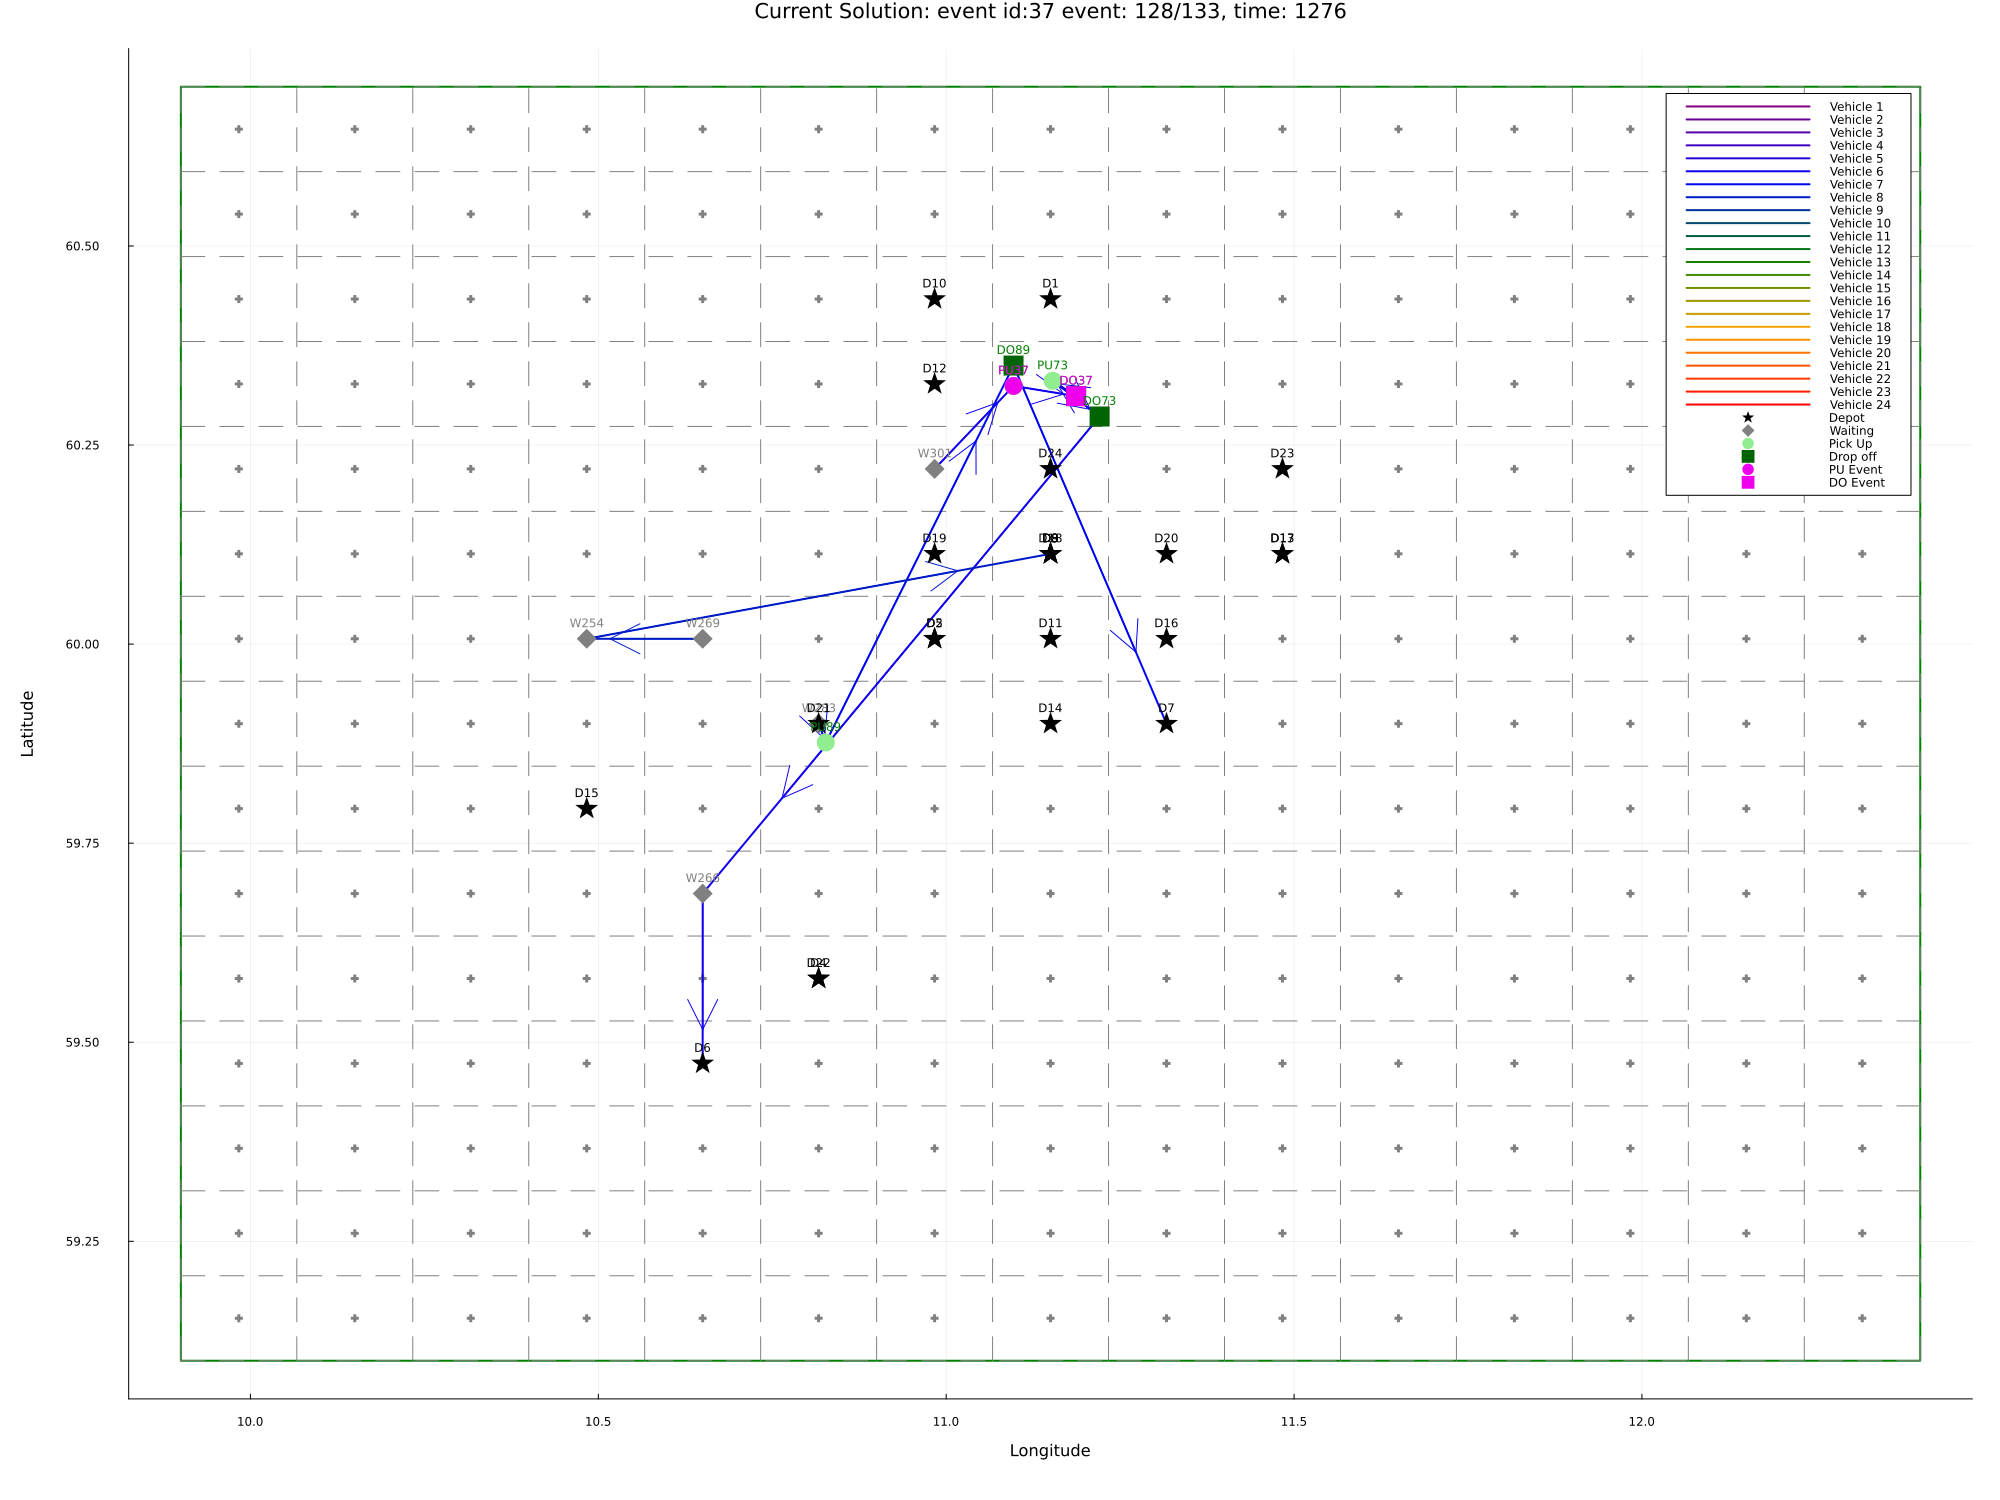 Current Solution: event id:37 event: 128/133, time: 1276
Vehicle 1
Vehicle 2
Vehicle 3
Vehicle 4
Vehicle 5
Vehicle 6
Vehicle 7
Vehicle 8
Vehicle 9
Vehicle 10
Vehicle 11
Vehicle 12
Vehicle 13
Vehicle 14
Vehicle 15
Vehicle 16
Vehicle 17
Vehicle 18
Vehicle 19
Vehicle 20
Vehicle 21
Vehicle 22
Vehicle 23
Vehicle 24
Depot
Waiting
Pick Up
Drop off
PU Event
DO Event
60.50
60.25
60.00
59.75
59.50
59.25
Latitude
D10
D1
DO89
PU73
D12
PU37
DO37
DO73
W301
D24
D23
D19
D20
W254
W269
D11
D16
D21
D14
D7
D15
W266
D22
D6
10.0
10.5
11.0
11.5
12.0
Longitude